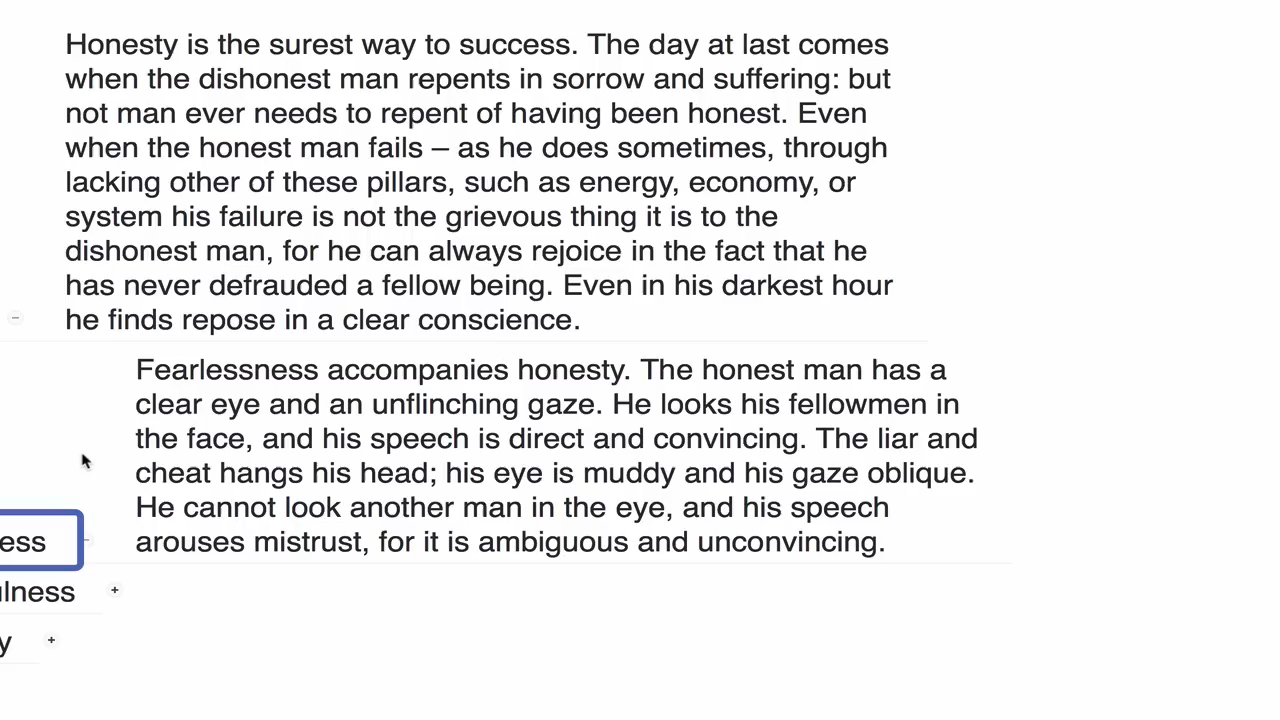 Honesty is the surest way to success. The day at last comes
when the dishonest man repents in sorrow and suffering: but
not man ever needs to repent of having been honest. Even
when the honest man fails – as he does sometimes, through
lacking other of these pillars, such as energy, economy, or
system his failure is not the grievous thing it is to the
dishonest man, for he can always rejoice in the fact that he
has never defrauded a fellow being. Even in his darkest hour
he finds repose in a clear conscience.
Fearlessness accompanies honesty. The honest man has a
clear eye and an unflinching gaze. He looks his fellowmen in
the face, and his speech is direct and convincing. The liar and
cheat hangs his head; his eye is muddy and his gaze oblique.
He cannot look another man in the eye, and his speech
arouses mistrust, for it is ambiguous and unconvincing.
ess
ulness
y